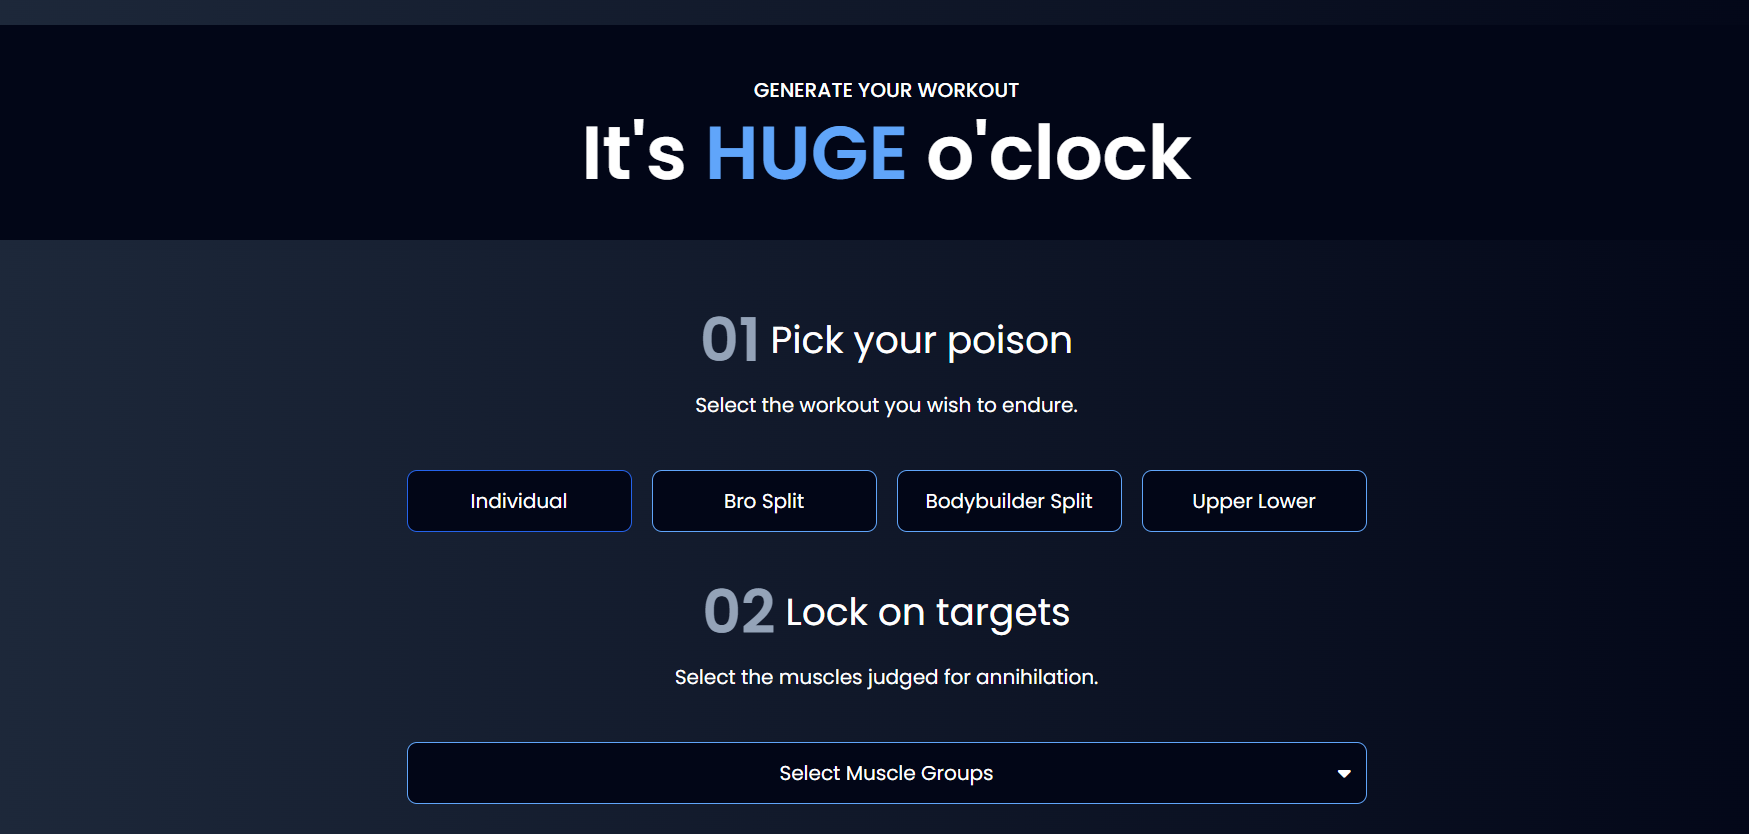 GENERATE YOUR WORKOUT
It's HUGE o'clock
01 Pick your poison
Select the workout you wish to endure.
Individual
Bro Split
Bodybuilder Split
Upper Lower
02 Lock on targets
Select the muscles judged for annihilation.
Select Muscle Groups